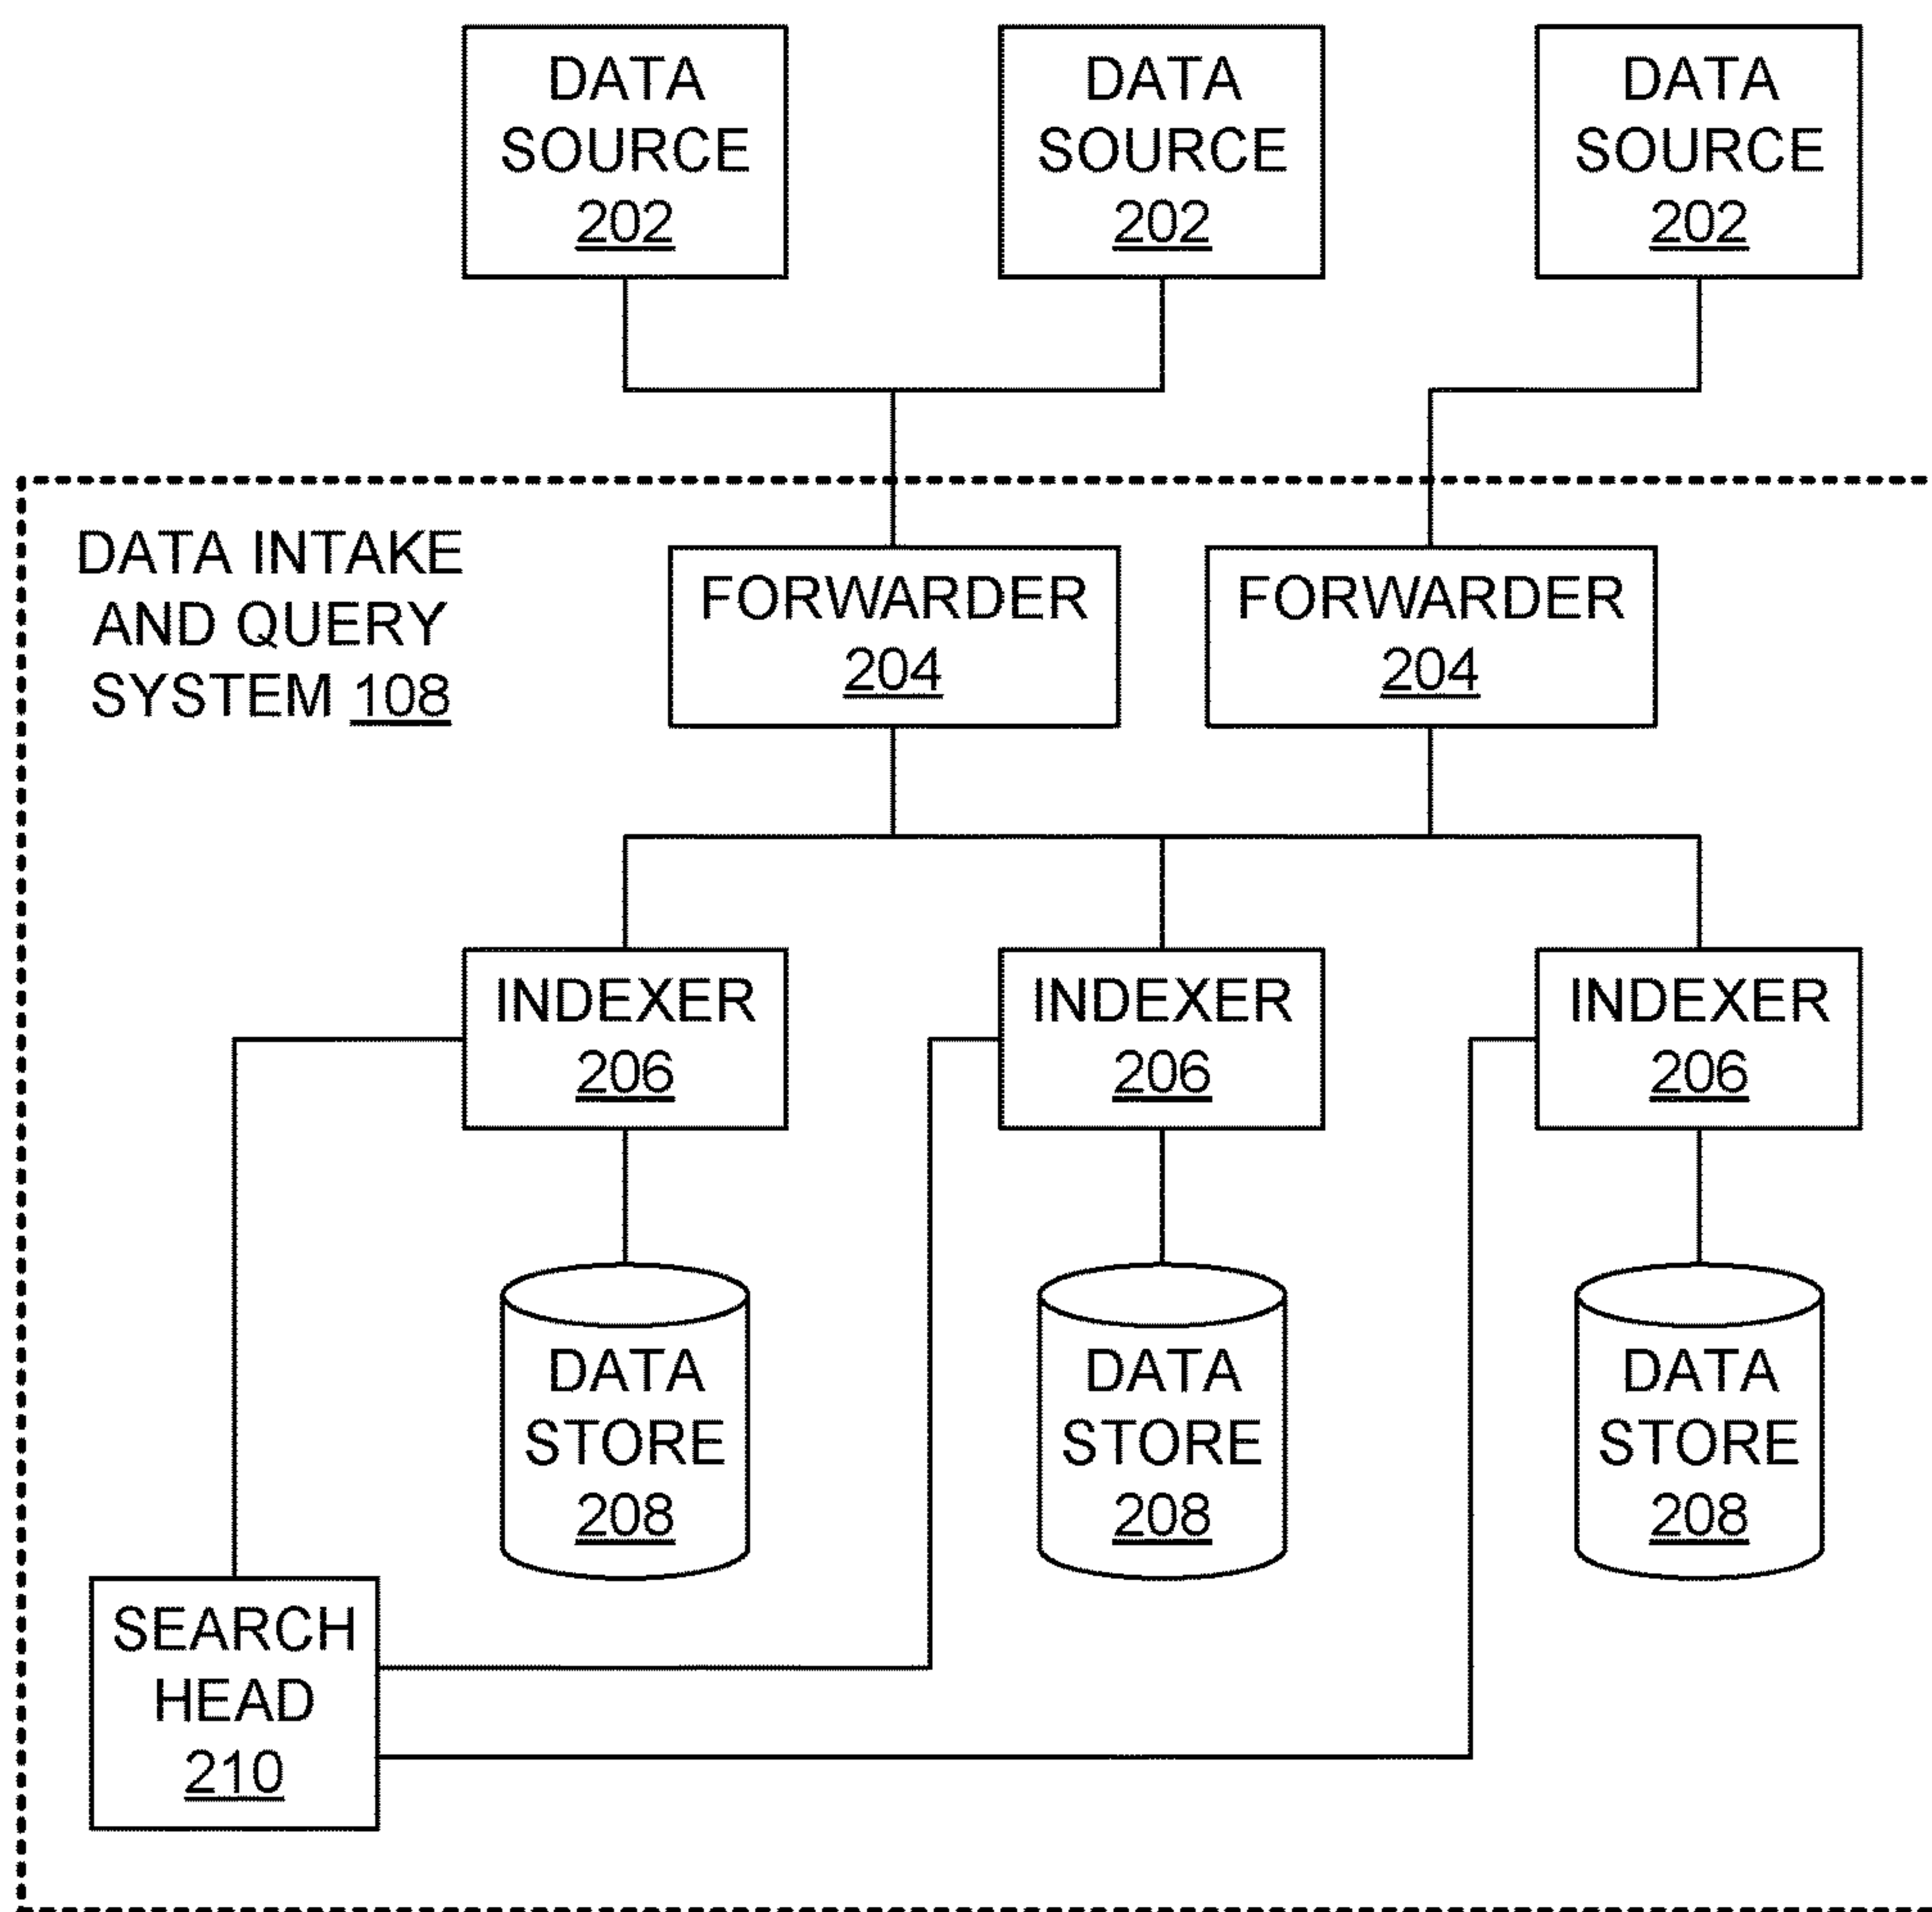 DATA
SOURCE
202
DATA
SOURCE
202
DATA
SOURCE
202
DATA INTAKE
AND QUERY
SYSTEM 108
FORWARDER
204
FORWARDER
204
INDEXER
206
INDEXER
206
INDEXER
206
DATA
STORE
208
DATA
STORE
208
DATA
STORE
208
SEARCH
HEAD
210